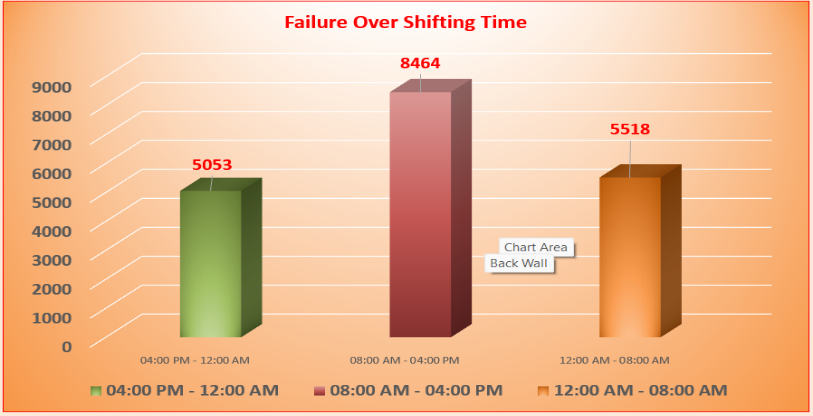 Failure Over Shifting Time
8464
9000
8000
5518
7000
5053
6000
5000
4000
Chart Area
3000
Back Wall
2000
1000
0
04:00 PM - 12:00 AM 08:00 AM - 04:00 PM 12:00 AM - 08:00 AM
04:00 PM - 12:00 AM 08:00 AM - 04:00 PM 12:00 AM - 08:00 AM